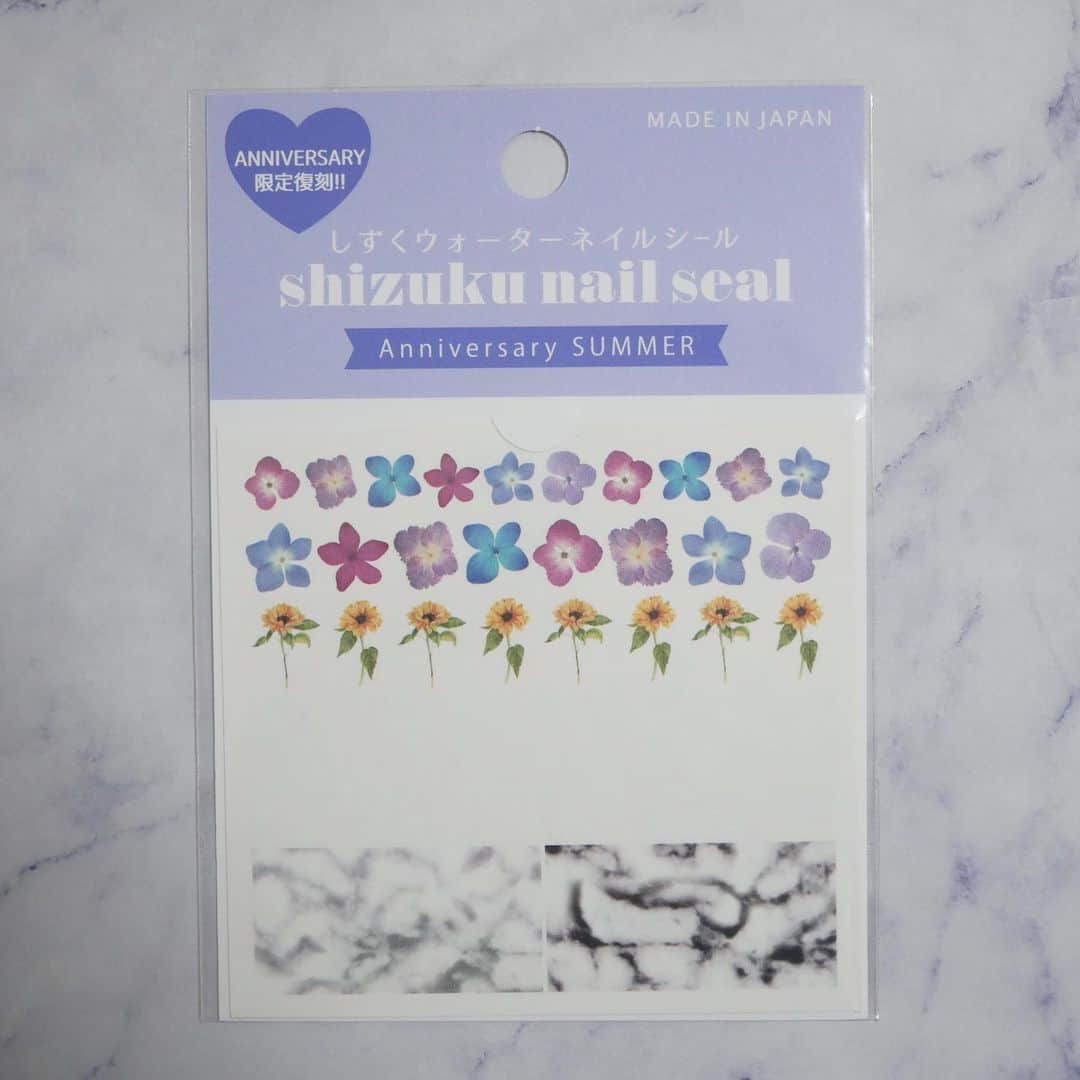 ANNIVERSARY
限定復刻!!
MADE IN JAPAN
しずくウォーターネイルシール
shizuku nail seal
Anniversary SUMMER